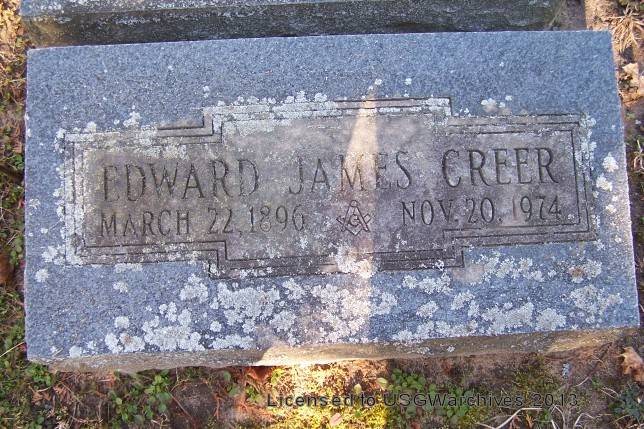 EDWARD JAMES CREER
MARCH 22, 1896 NOV. 20, 1974
Licensed to USGWarchives 2013